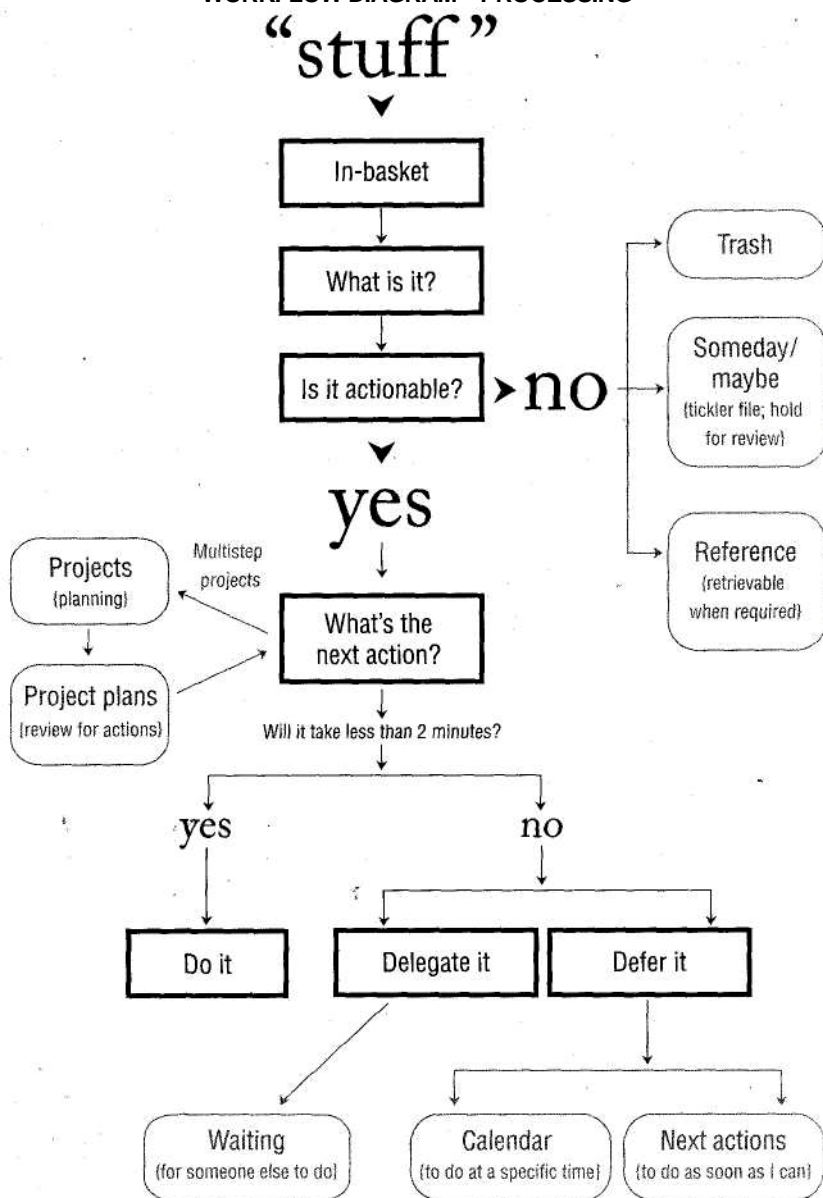 “stuff”
In-basket
What is it?
Trash
Is it actionable?
no
Someday/
maybe
{tickler file; hold
for review}
yes
Reference
{retrievable
when required}
Multistep
projects
Projects
{planning}
What's the
next action?
Project plans
{review for actions}
Will it take less than 2 minutes?
yes
no
Do it
Delegate it
Defer it
Waiting
{for someone else to do}
Calendar
{to do at a specific time}
Next actions
{to do as soon as I can}